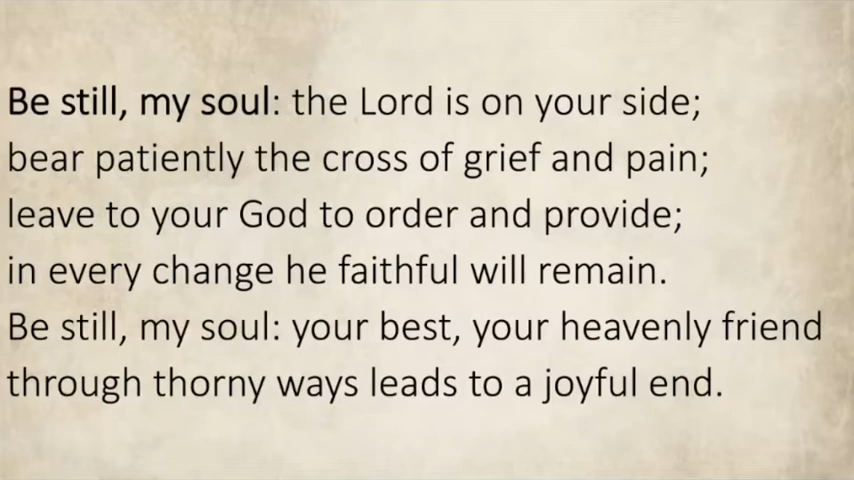 Be still, my soul: the Lord is on your side;
bear patiently the cross of grief and pain;
leave to your God to order and provide;
in every change he faithful will remain.
Be still, my soul: your best, your heavenly friend
through thorny ways leads to a joyful end.